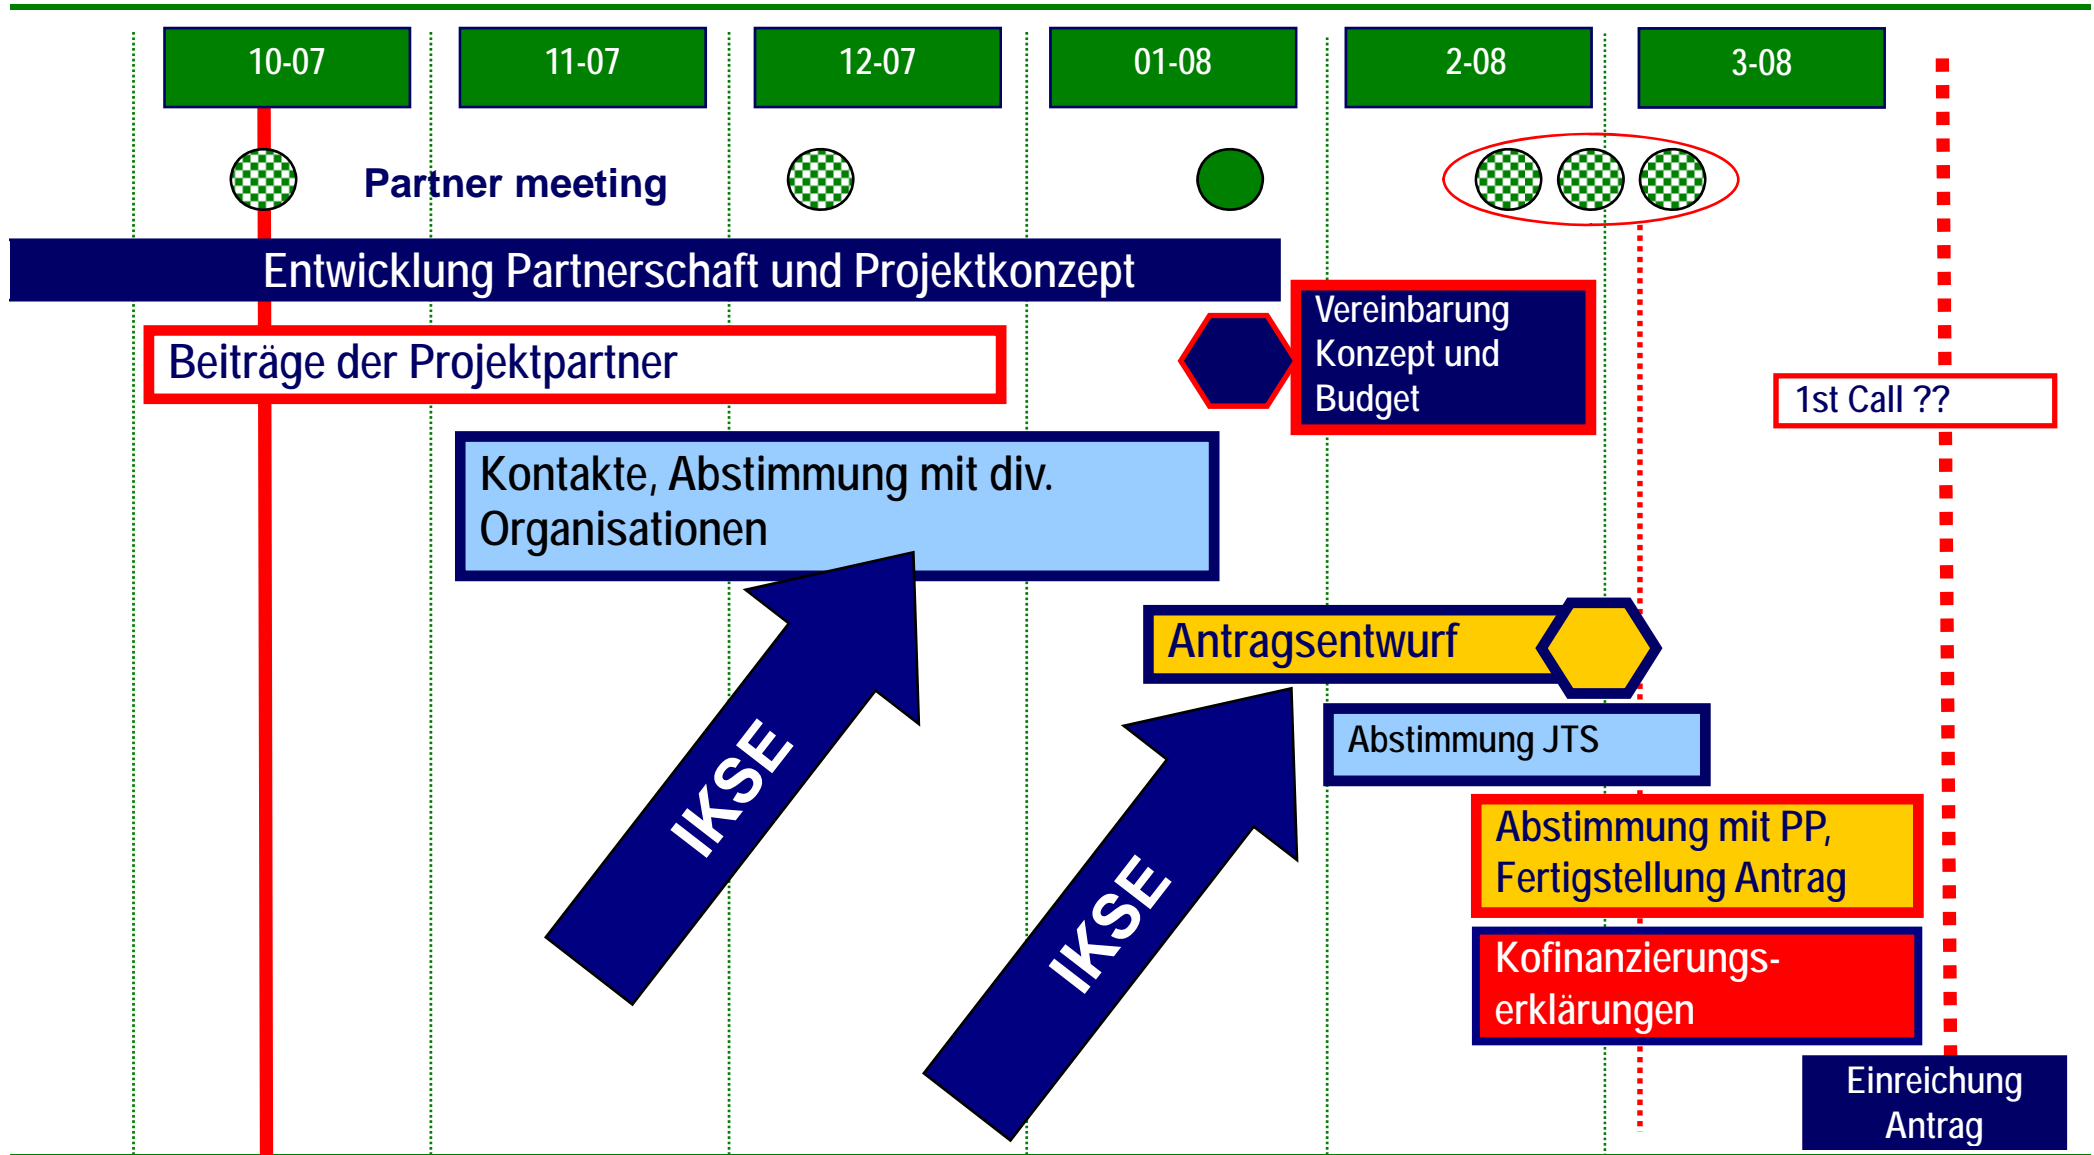 10-07
11-07
12-07
01-08
2-08
3-08
Partner meeting
Entwicklung Partnerschaft und Projektkonzept
Vereinbarung
Konzept und
Budget
Beiträge der Projektpartner
1st Call ??
Kontakte, Abstimmung mit div.
Organisationen
Antragsentwurf
IKSE
Abstimmung JTS
IKSE
Abstimmung mit PP,
Fertigstellung Antrag
Kofinanzierungs-
erklärungen
Einreichung
Antrag